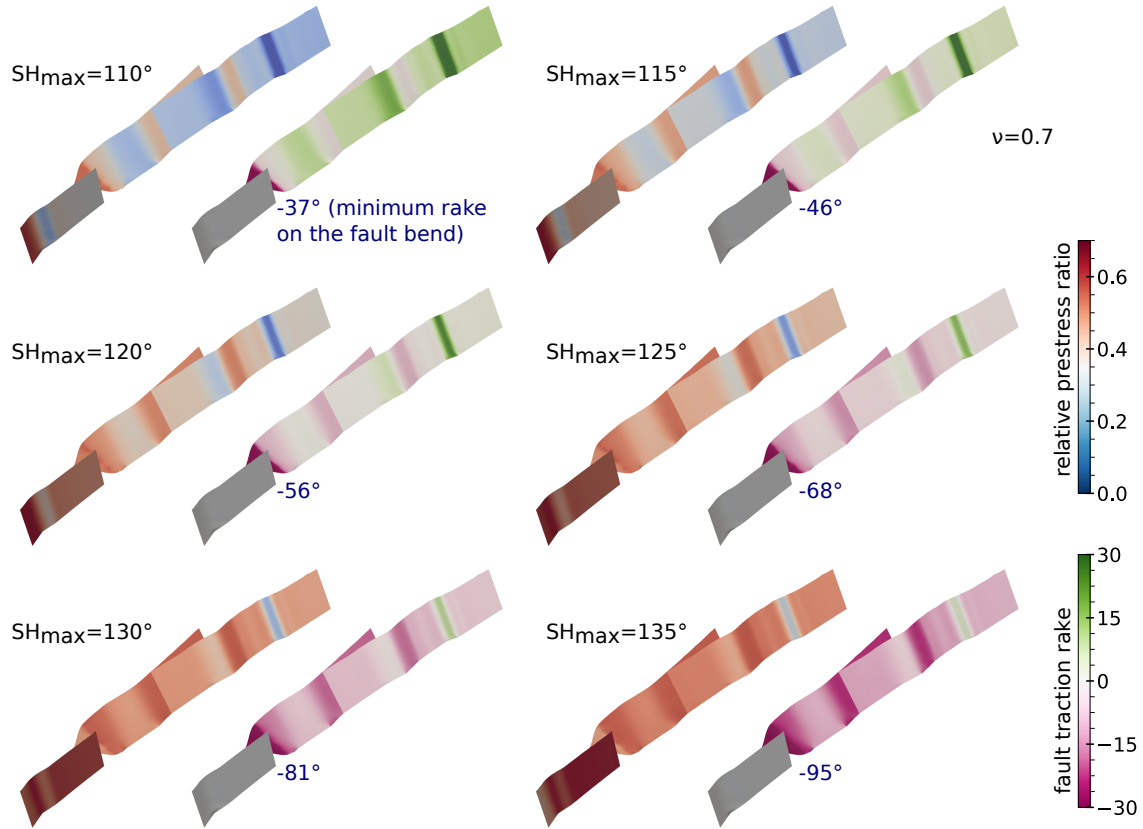 SHmax=110°
SHmax=115°
ν=0.7
-37° (minimum rake
on the fault bend)
-46°
SHmax=120°
SHmax=125°
-56°
-68°
SHmax=130°
SHmax=135°
-81°
-95°
relative prestress ratio
0.6
0.4
0.2
0.0
fault traction rake
30
15
0
−15
−30